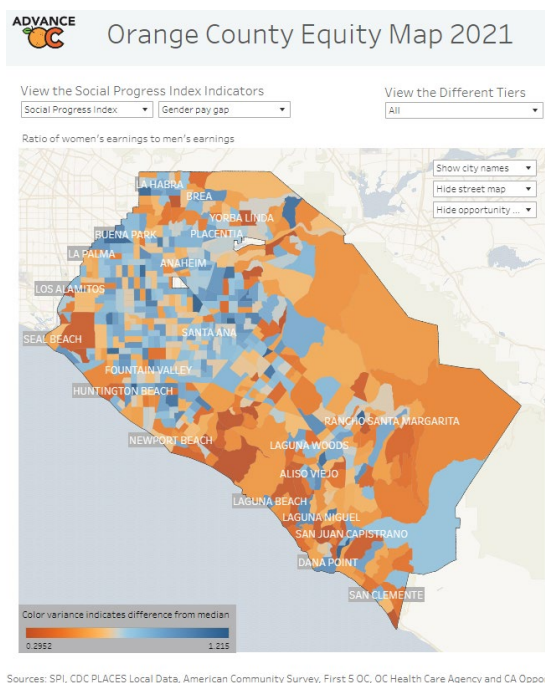 ADVANCE
OC
Orange County Equity Map 2021
View the Social Progress Index Indicators
View the Different Tiers
Social Progress Index
Gender pay gap
All
Ratio of women's earnings to men's earnings
Show city names
Hide street map
Hide opportunity ...
LA HABRA
BREA
YORBA LINDA
BUENA PARK
PLACENTIA
LA PALMA
ANAHEIM
LOS ALAMITOS
SANTA ANA
SEAL BEACH
FOUNTAIN VALLEY
HUNTINGTON BEACH
RANCHO SANTA MARGARITA
NEWPORT BEACH
LAGUNA WOODS
ALISO VIEJO
LAGUNA BEACH
LAGUNA NIGUEL
SAN JUAN CAPISTRANO
DANA POINT
SAN CLEMENTE
Color variance indicates difference from median
0.2952
1.215
Sources: SPI, CDC PLACES Local Data, American Community Survey, First 5 OC, OC Health Care Agency and CA Oppo